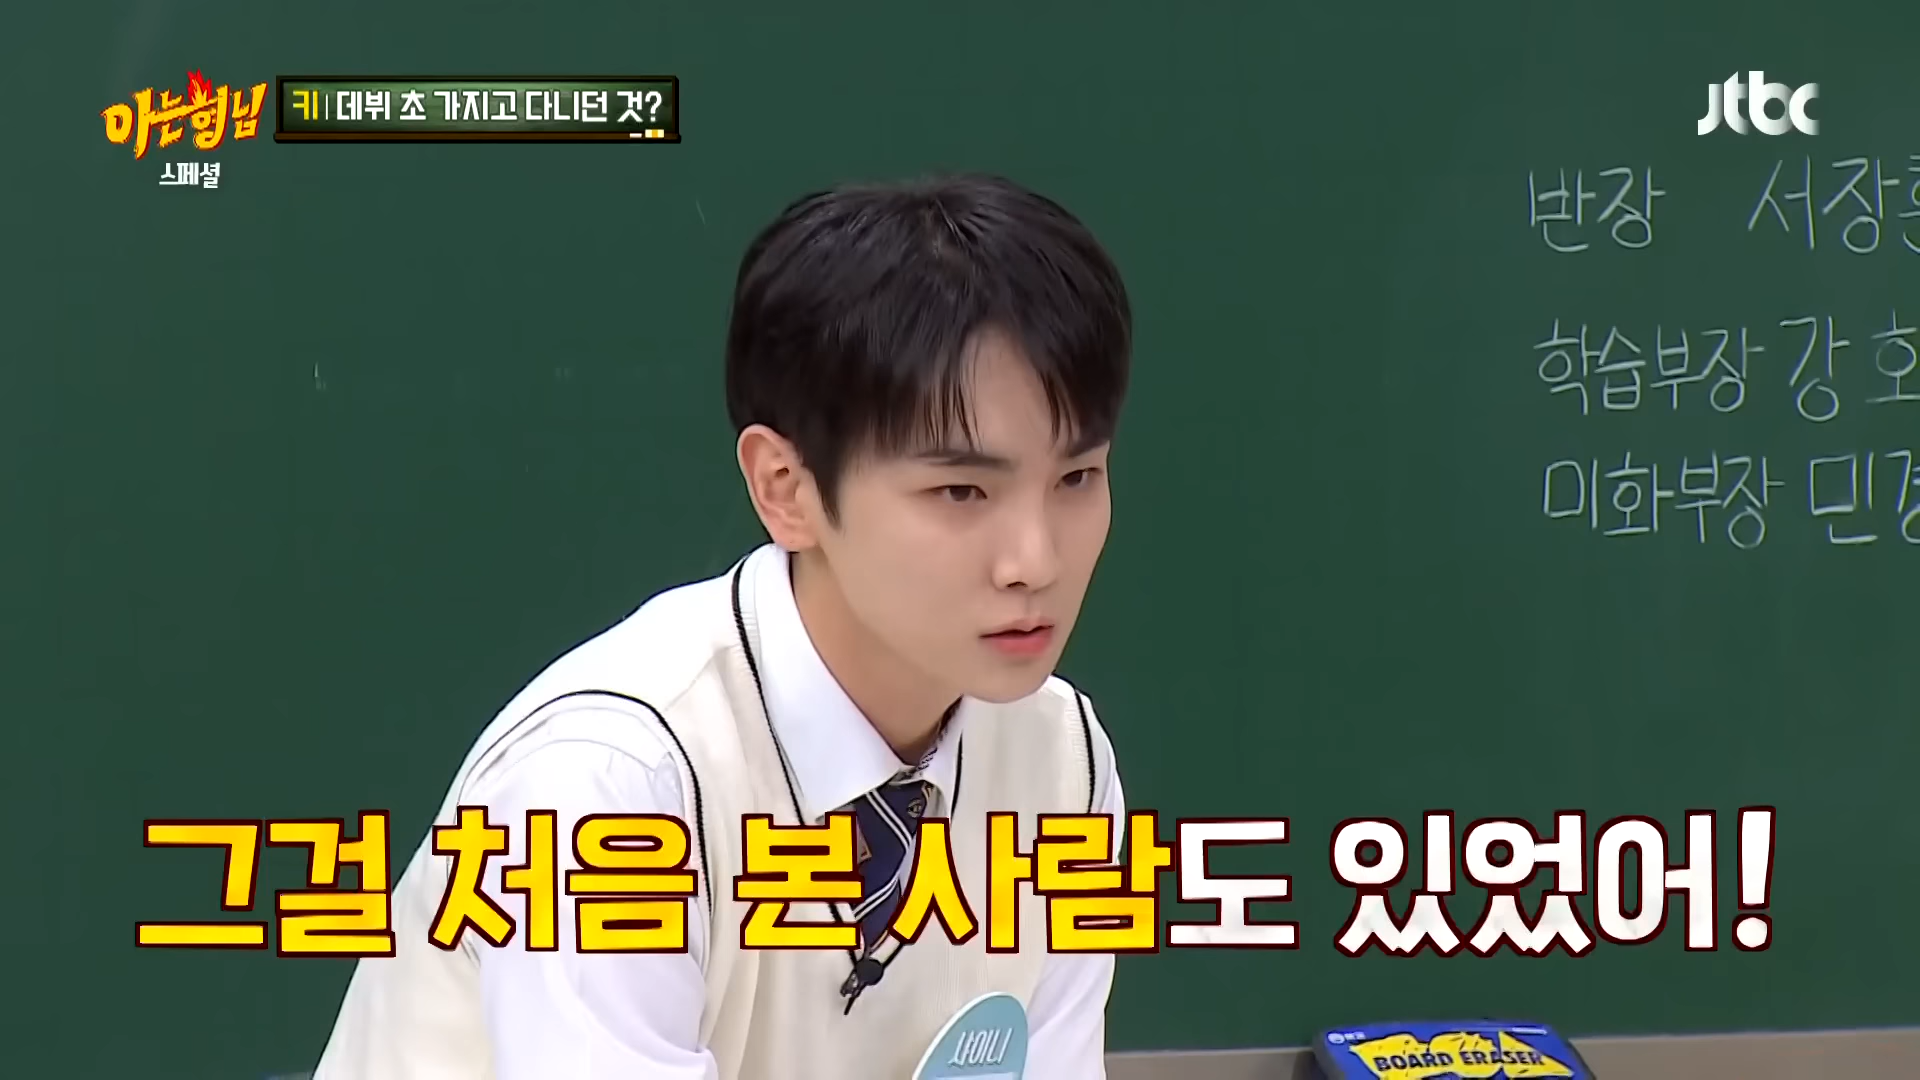 아는형님
스페셜
키 | 데뷔 초 가지고 다니던 것?
jtbc
반장 서장훈
학습부장 강 호
미화부장 민경
그걸 처음 본 사람도 있었어!
샤이니
BOARD ERASER